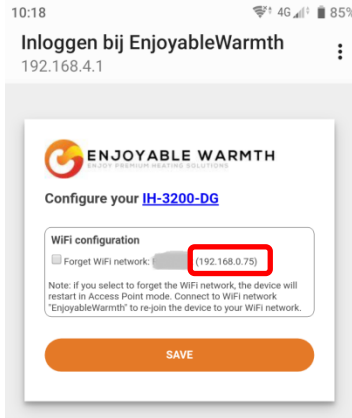 10:18 4G 85%
Inloggen bij EnjoyableWarmth
192.168.4.1
ENJOYABLE WARMTH
ENJOY PREMIUM HEATING SOLUTIONS
Configure your IH-3200-DG
WiFi configuration
Forget WiFi network: (192.168.0.75)
Note: if you select to forget the WiFi network, the device will
restart in Access Point mode. Connect to WiFi network
"EnjoyableWarmth" to re-join the device to your WiFi network.
SAVE